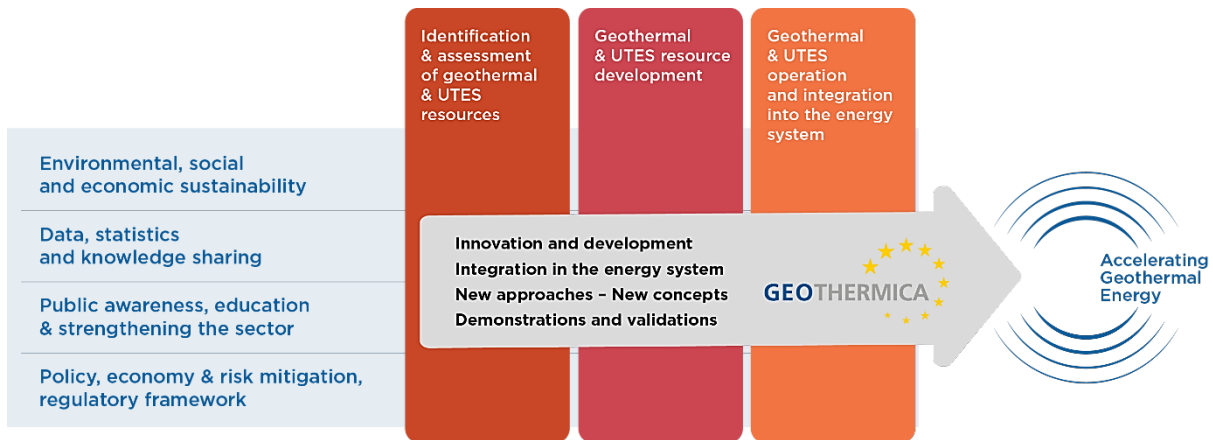 Identification
& assessment
of geothermal
& UTES
resources
Geothermal
& UTES resource
development
Geothermal
& UTES
operation
and integration
into the energy
system
Environmental, social
and economic sustainability
Data, statistics
and knowledge sharing
Public awareness, education
& strengthening the sector
Policy, economy & risk mitigation,
regulatory framework
Innovation and development
Integration in the energy system
New approaches – New concepts
Demonstrations and validations
GEOTHERMICA
Accelerating
Geothermal
Energy